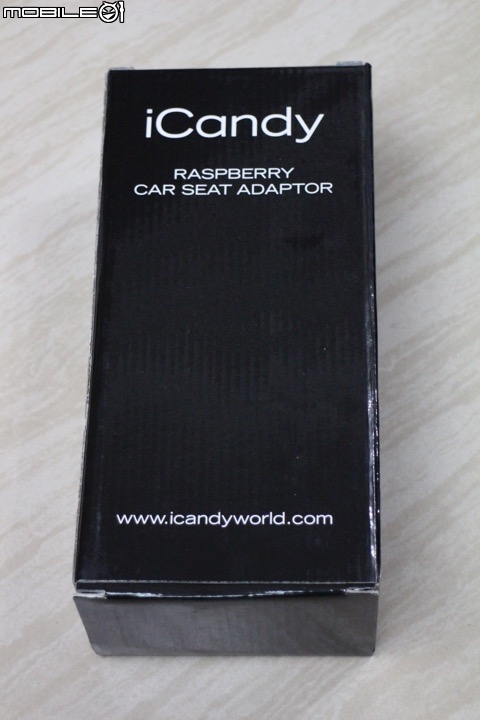 MOBILE01
iCandy
RASPBERRY
CAR SEAT ADAPTOR
www.icandyworld.com